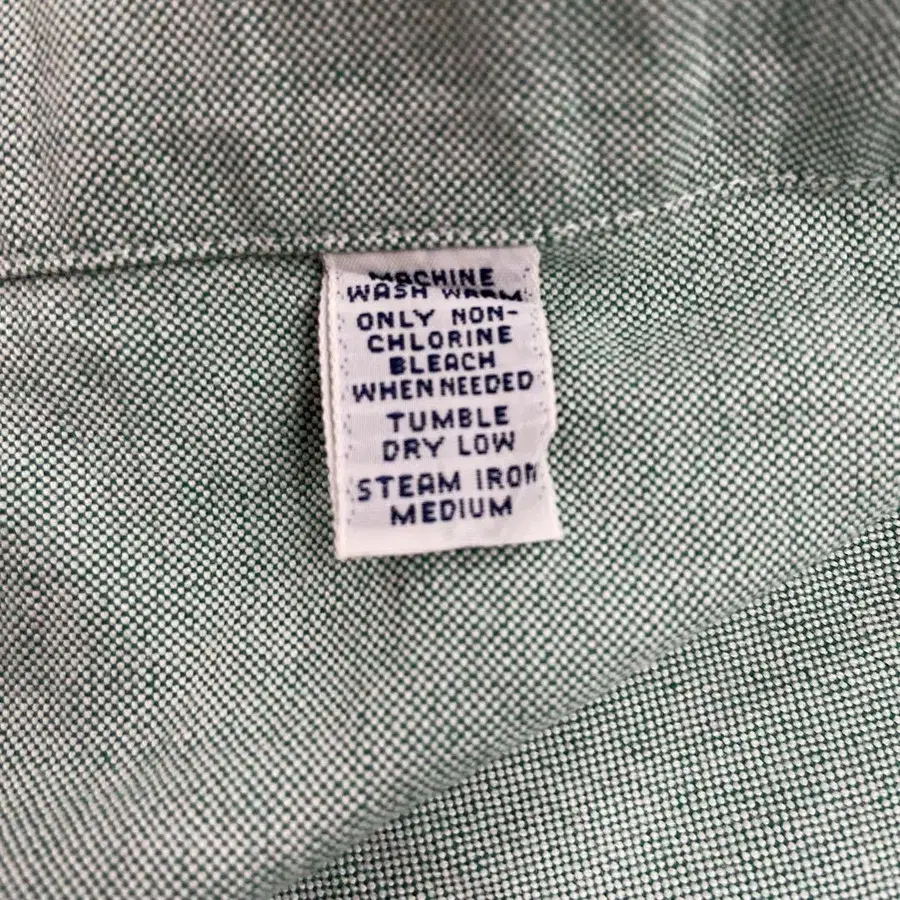 MACHINE
WASH WARM
ONLY NON-
CHLORINE
BLEACH
WHEN NEEDED
TUMBLE
DRY LOW
STEAM IRON
MEDIUM